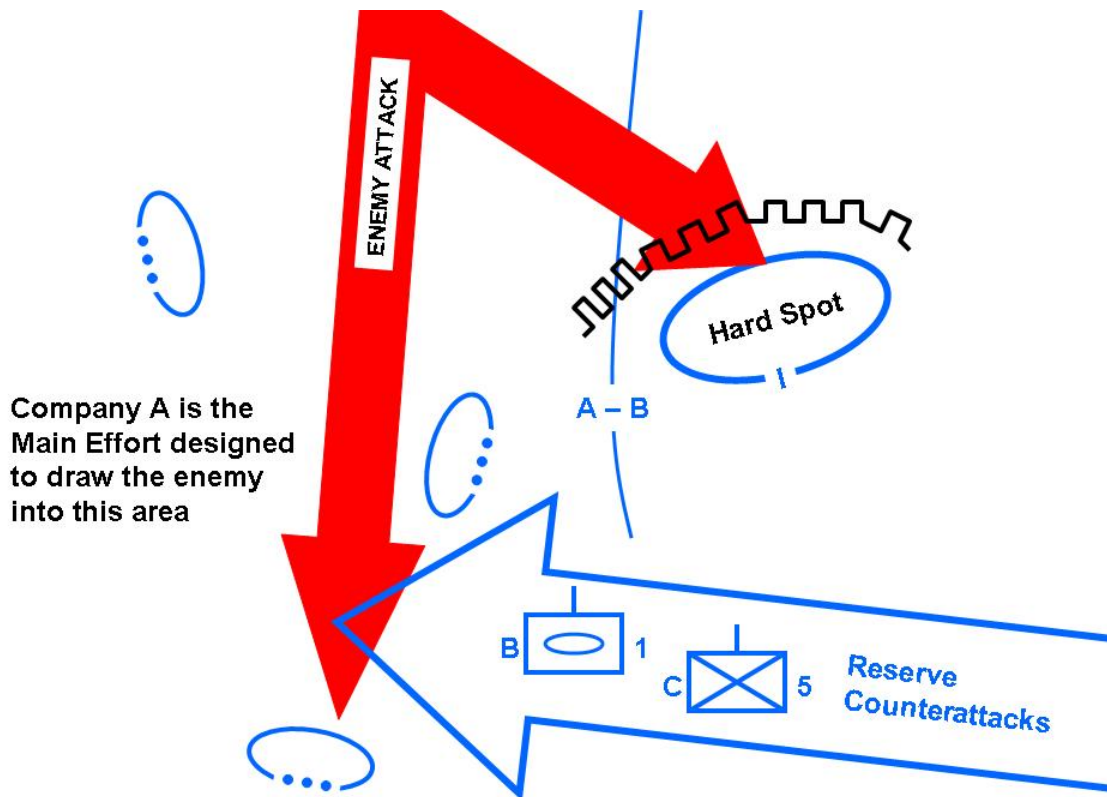 ENEMY ATTACK
Hard Spot
I
A – B
Company A is the
Main Effort designed
to draw the enemy
into this area
B 1
C 5
Reserve
Counterattacks